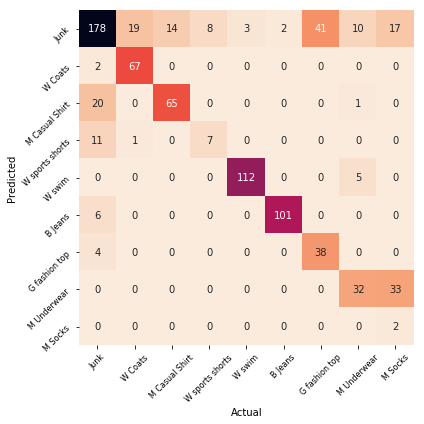 Junk 178 19 14 8 3 2 41 10 17
W Coats 2 67 0 0 0 0 0 0 0
M Casual Shirt 20 0 65 0 0 0 0 1 0
W sports shorts 11 1 0 7 0 0 0 0 0
W swim 0 0 0 0 112 0 0 5 0
B Jeans 6 0 0 0 0 101 0 0 0
G fashion top 4 0 0 0 0 0 38 0 0
M Underwear 0 0 0 0 0 0 0 32 33
M Socks 0 0 0 0 0 0 0 0 2
Predicted
Junk W Coats M Casual Shirt W sports shorts W swim B Jeans G fashion top M Underwear M Socks
Actual